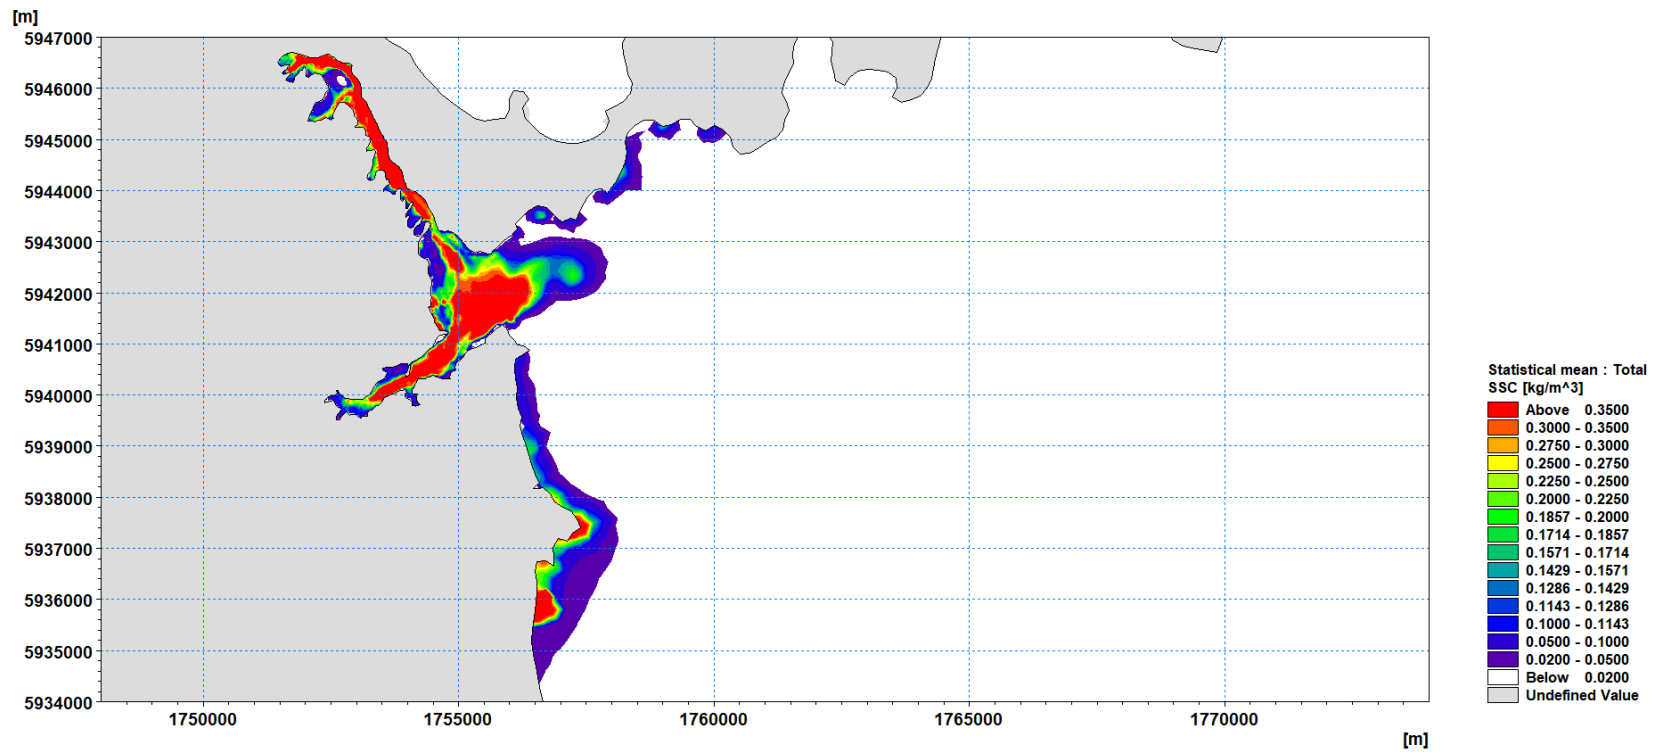 [m]
5947000
5946000
5945000
5944000
5943000
5942000
5941000
5940000
5939000
5938000
5937000
5936000
5935000
5934000
1750000 1755000 1760000 1765000 1770000
[m]
Statistical mean : Total
SSC [kg/m^3]
Above 0.3500
0.3000 - 0.3500
0.2750 - 0.3000
0.2500 - 0.2750
0.2250 - 0.2500
0.2000 - 0.2250
0.1857 - 0.2000
0.1714 - 0.1857
0.1571 - 0.1714
0.1429 - 0.1571
0.1286 - 0.1429
0.1143 - 0.1286
0.1000 - 0.1143
0.0500 - 0.1000
0.0200 - 0.0500
Below 0.0200
Undefined Value